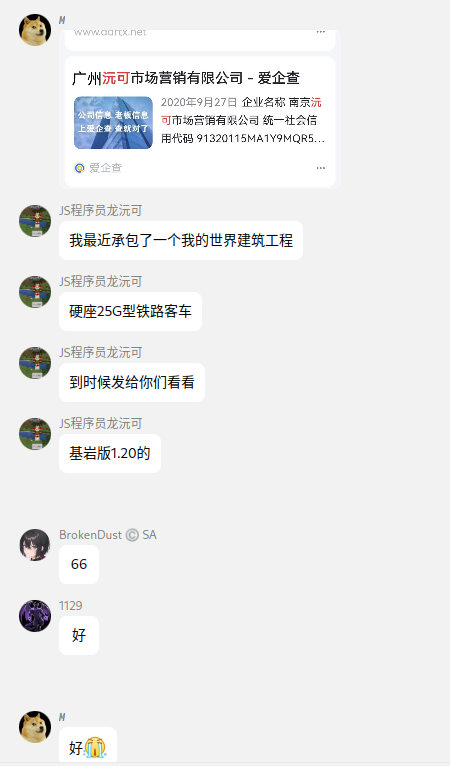 M
www.ddrtx.net
广州沅可市场营销有限公司 - 爱企查
公司信息 老板信息
上爱企查 查就对了
2020年9月27日 企业名称 南京沅
可市场营销有限公司 统一社会信
用代码 91320115MA1Y9MQR5...
爱企查
JS程序员龙沅可
我最近承包了一个我的世界建筑工程
JS程序员龙沅可
硬座25G型铁路客车
JS程序员龙沅可
到时候发给你们看看
JS程序员龙沅可
基岩版1.20的
BrokenDust ©️ SA
66
1129
好
M
好😭